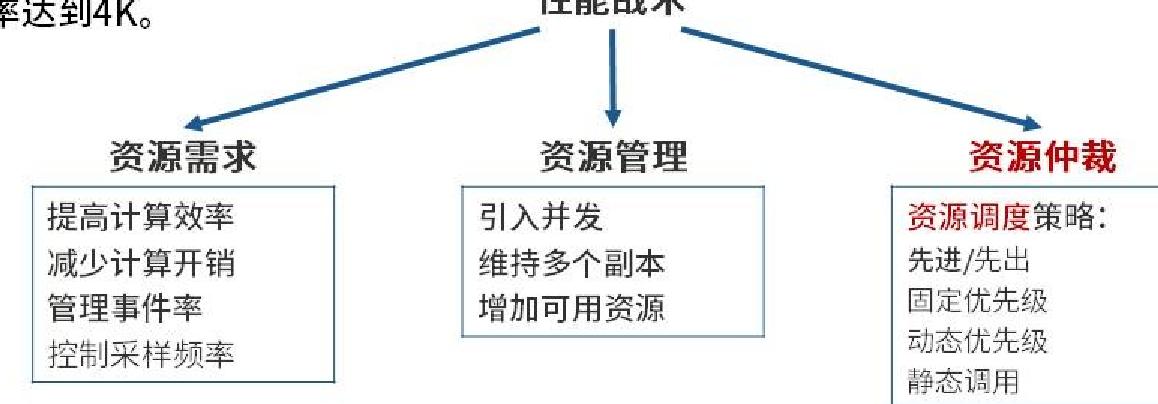 率达到4K。
性能战术
资源需求
提高计算效率
减少计算开销
管理事件率
控制采样频率
资源管理
引入并发
维持多个副本
增加可用资源
资源仲裁
资源调度策略：
先进/先出
固定优先级
动态优先级
静态调用